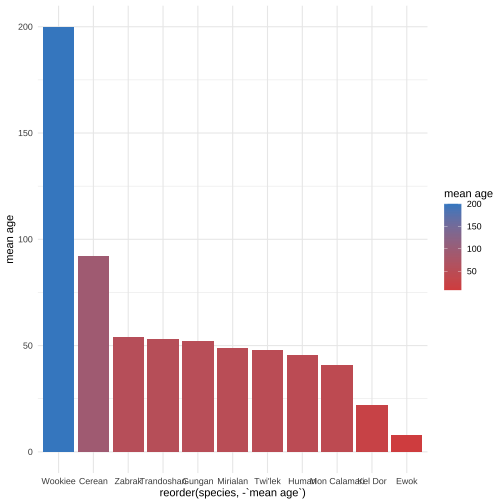 200
150
100
50
0
mean age
Wookiee Cerean Zabrak Trandoshan Gungan Mirialan Twi'lek Human Mon Calamari Kel Dor Ewok
reorder(species, -`mean age`)
mean age
200
150
100
50